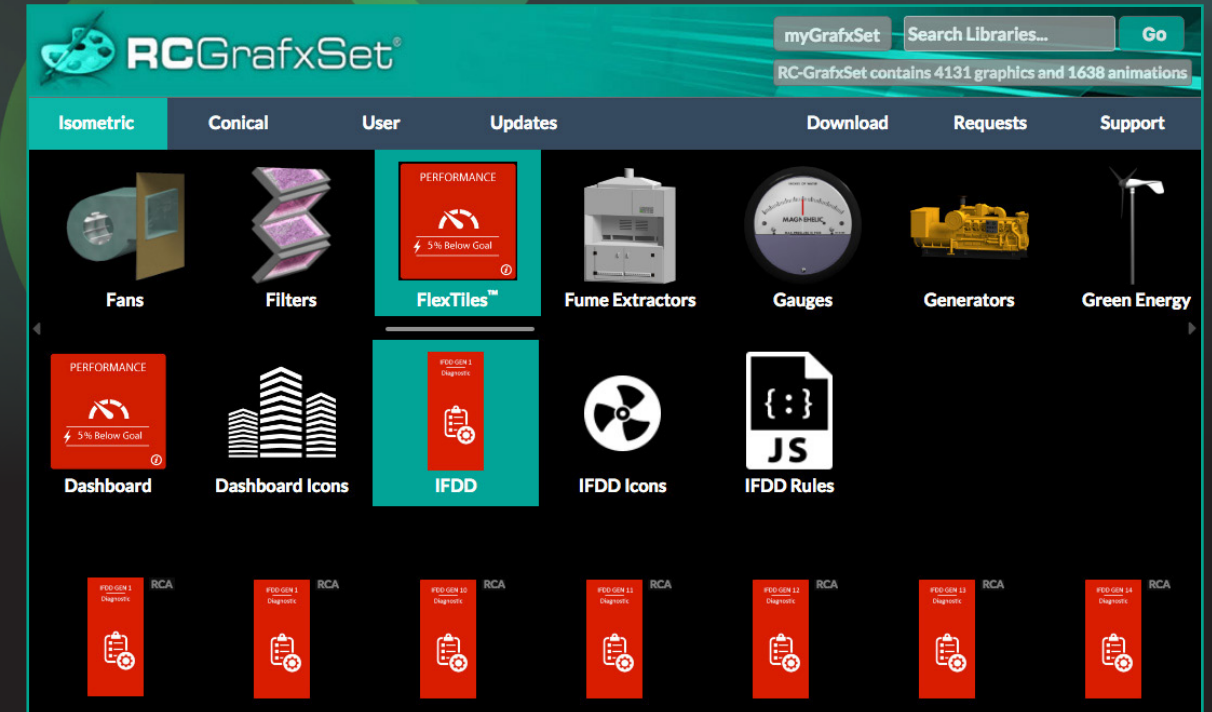 RCGrafxSet®
myGrafxSet
Search Libraries...
Go
RC-GrafxSet contains 4131 graphics and 1638 animations
Isometric
Conical
User
Updates
Download
Requests
Support
PERFORMANCE
5% Below Goal
MAGNEHELIC
Fans
Filters
FlexTiles™
Fume Extractors
Gauges
Generators
Green Energy
PERFORMANCE
5% Below Goal
IFDD GEN 1
Diagnostic
{:}
JS
Dashboard
Dashboard Icons
IFDD
IFDD Icons
IFDD Rules
IFDD GEN 1
Diagnostic
RCA
IFDD GEN 1
Diagnostic
RCA
IFDD GEN 10
Diagnostic
RCA
IFDD GEN 11
Diagnostic
RCA
IFDD GEN 12
Diagnostic
RCA
IFDD GEN 13
Diagnostic
RCA
IFDD GEN 14
Diagnostic
RCA